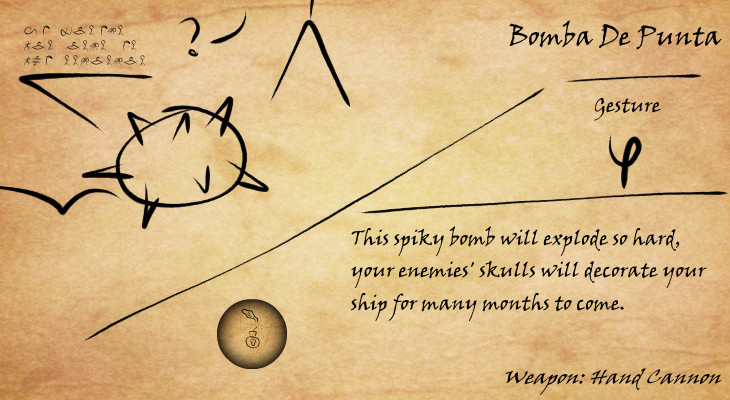 ?
Bomba De Punta
Gesture
φ
This spiky bomb will explode so hard,
your enemies' skulls will decorate your
ship for many months to come.
Weapon: Hand Cannon